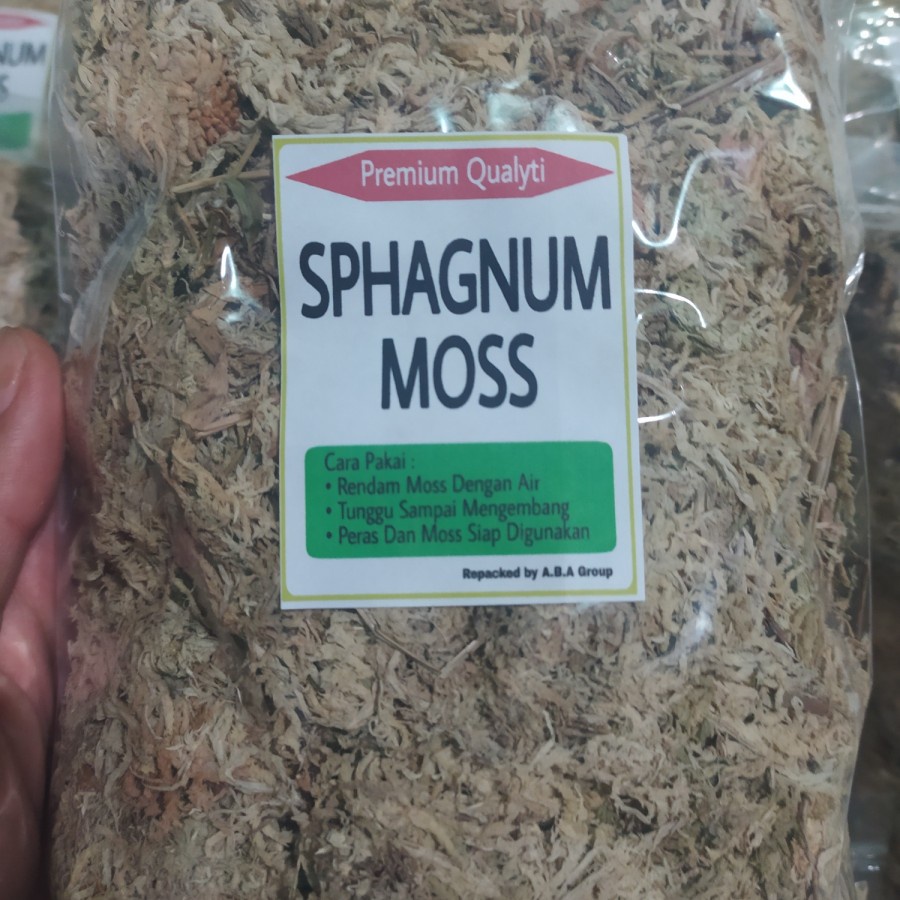 Premium Qualyti
SPHAGNUM
MOSS
Cara Pakai :
• Rendam Moss Dengan Air
• Tunggu Sampai Mengembang
• Peras Dan Moss Siap Digunakan
Repacked by A.B.A Group
NUM
S